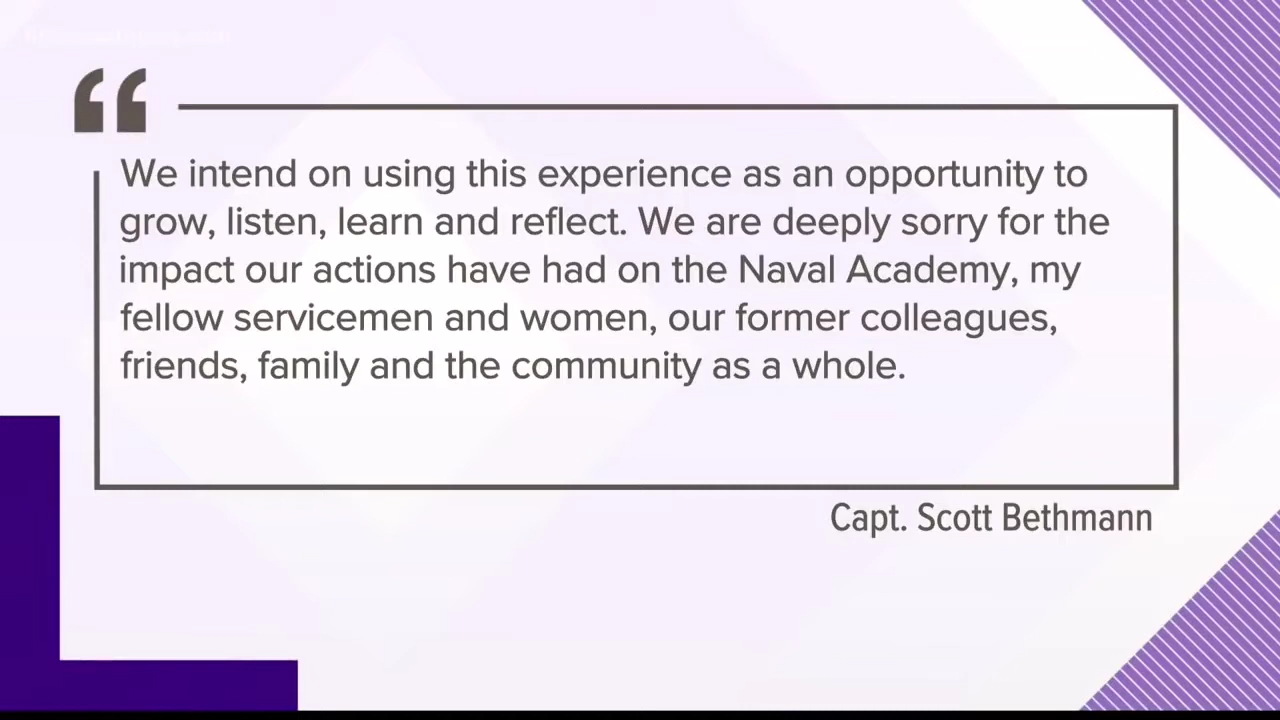 “
We intend on using this experience as an opportunity to
grow, listen, learn and reflect. We are deeply sorry for the
impact our actions have had on the Naval Academy, my
fellow servicemen and women, our former colleagues,
friends, family and the community as a whole.
Capt. Scott Bethmann